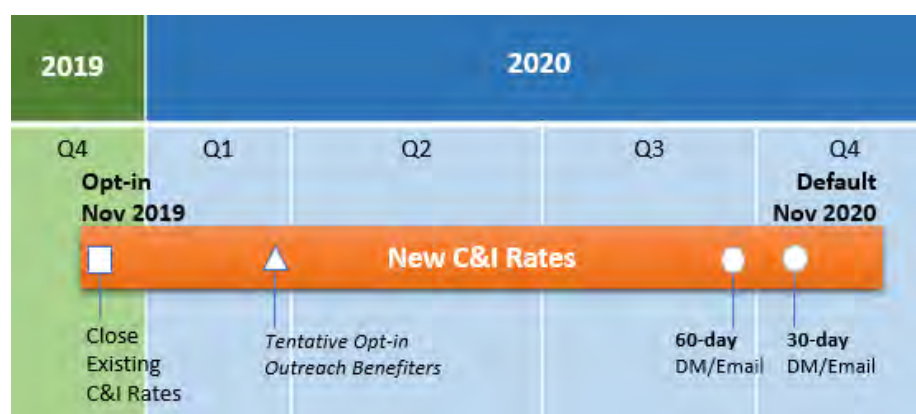 2019
2020
Q4
Q1
Q2
Q3
Q4
Opt-in
Nov 2019
Default
Nov 2020
New C&I Rates
Close
Existing
C&I Rates
Tentative Opt-in
Outreach Benefiters
60-day
DM/Email
30-day
DM/Email